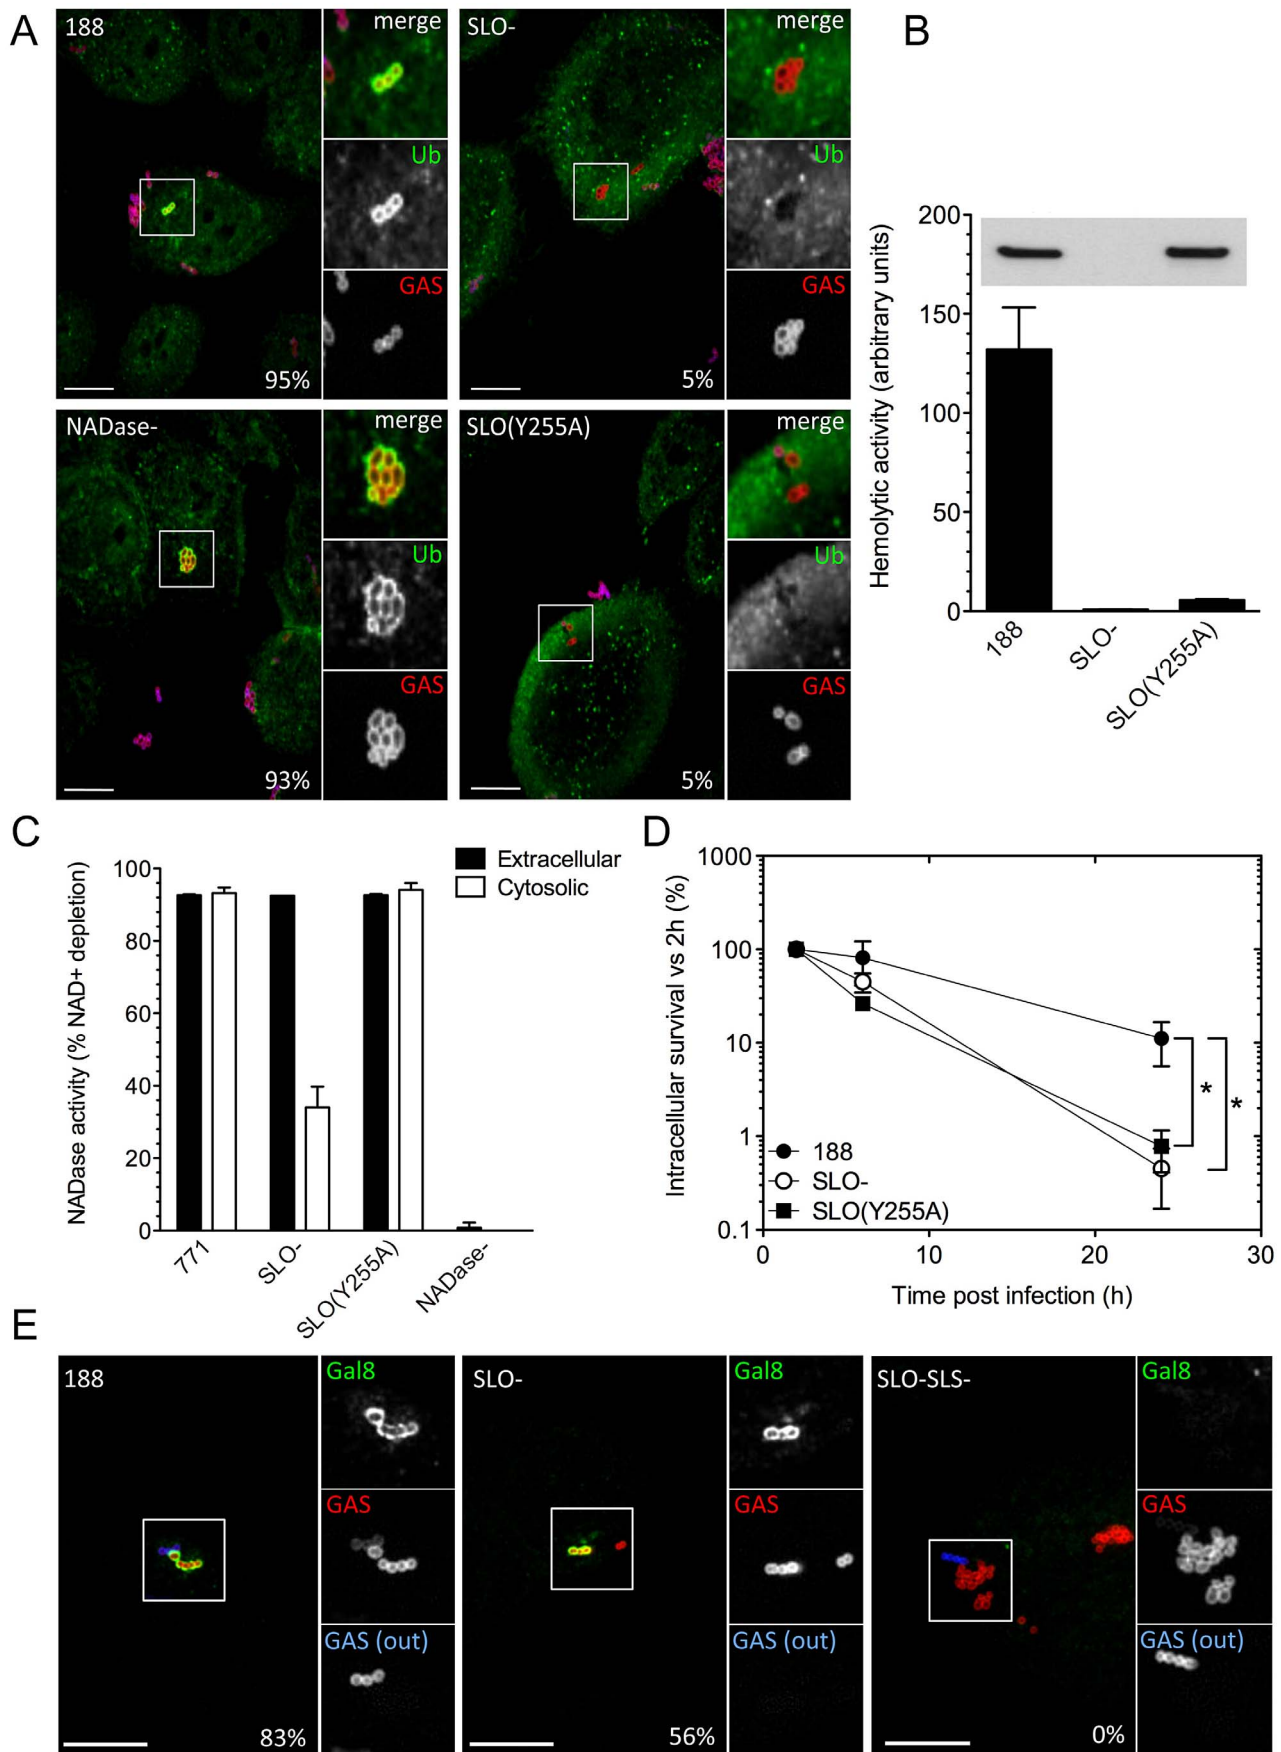 A
188
merge
Ub
GAS
95%
SLO-
merge
Ub
GAS
5%
NADase-
merge
Ub
GAS
93%
SLO(Y255A)
merge
Ub
GAS
5%
B
Hemolytic activity (arbitrary units)
200
150
100
50
0
188
SLO-
SLO(Y255A)
C
NADase activity (% NAD+ depletion)
100
80
60
40
20
0
771
SLO-
SLO(Y255A)
NADase-
Extracellular
Cytosolic
D
Intracellular survival vs 2h (%)
1000
100
10
1
0.1
0
10
20
30
Time post infection (h)
188
SLO-
SLO(Y255A)
*
*
E
188
Gal8
GAS
GAS (out)
83%
SLO-
Gal8
GAS
GAS (out)
56%
SLO-SLS-
Gal8
GAS
GAS (out)
0%